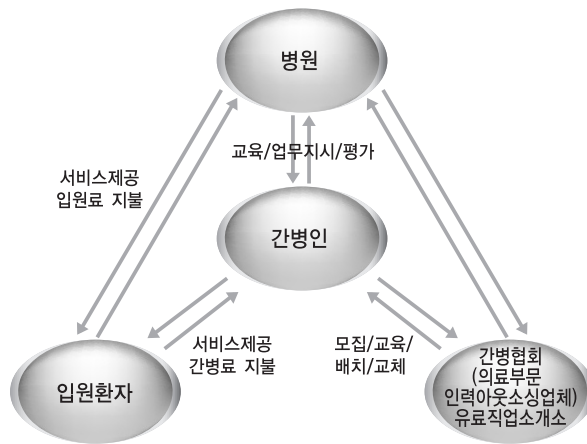 병원
교육/업무지시/평가
서비스제공
입원료 지불
간병인
서비스제공
간병료 지불
모집/교육/
배치/교체
입원환자
간병협회
(의료부문
인력아웃소싱업체)
유료직업소개소